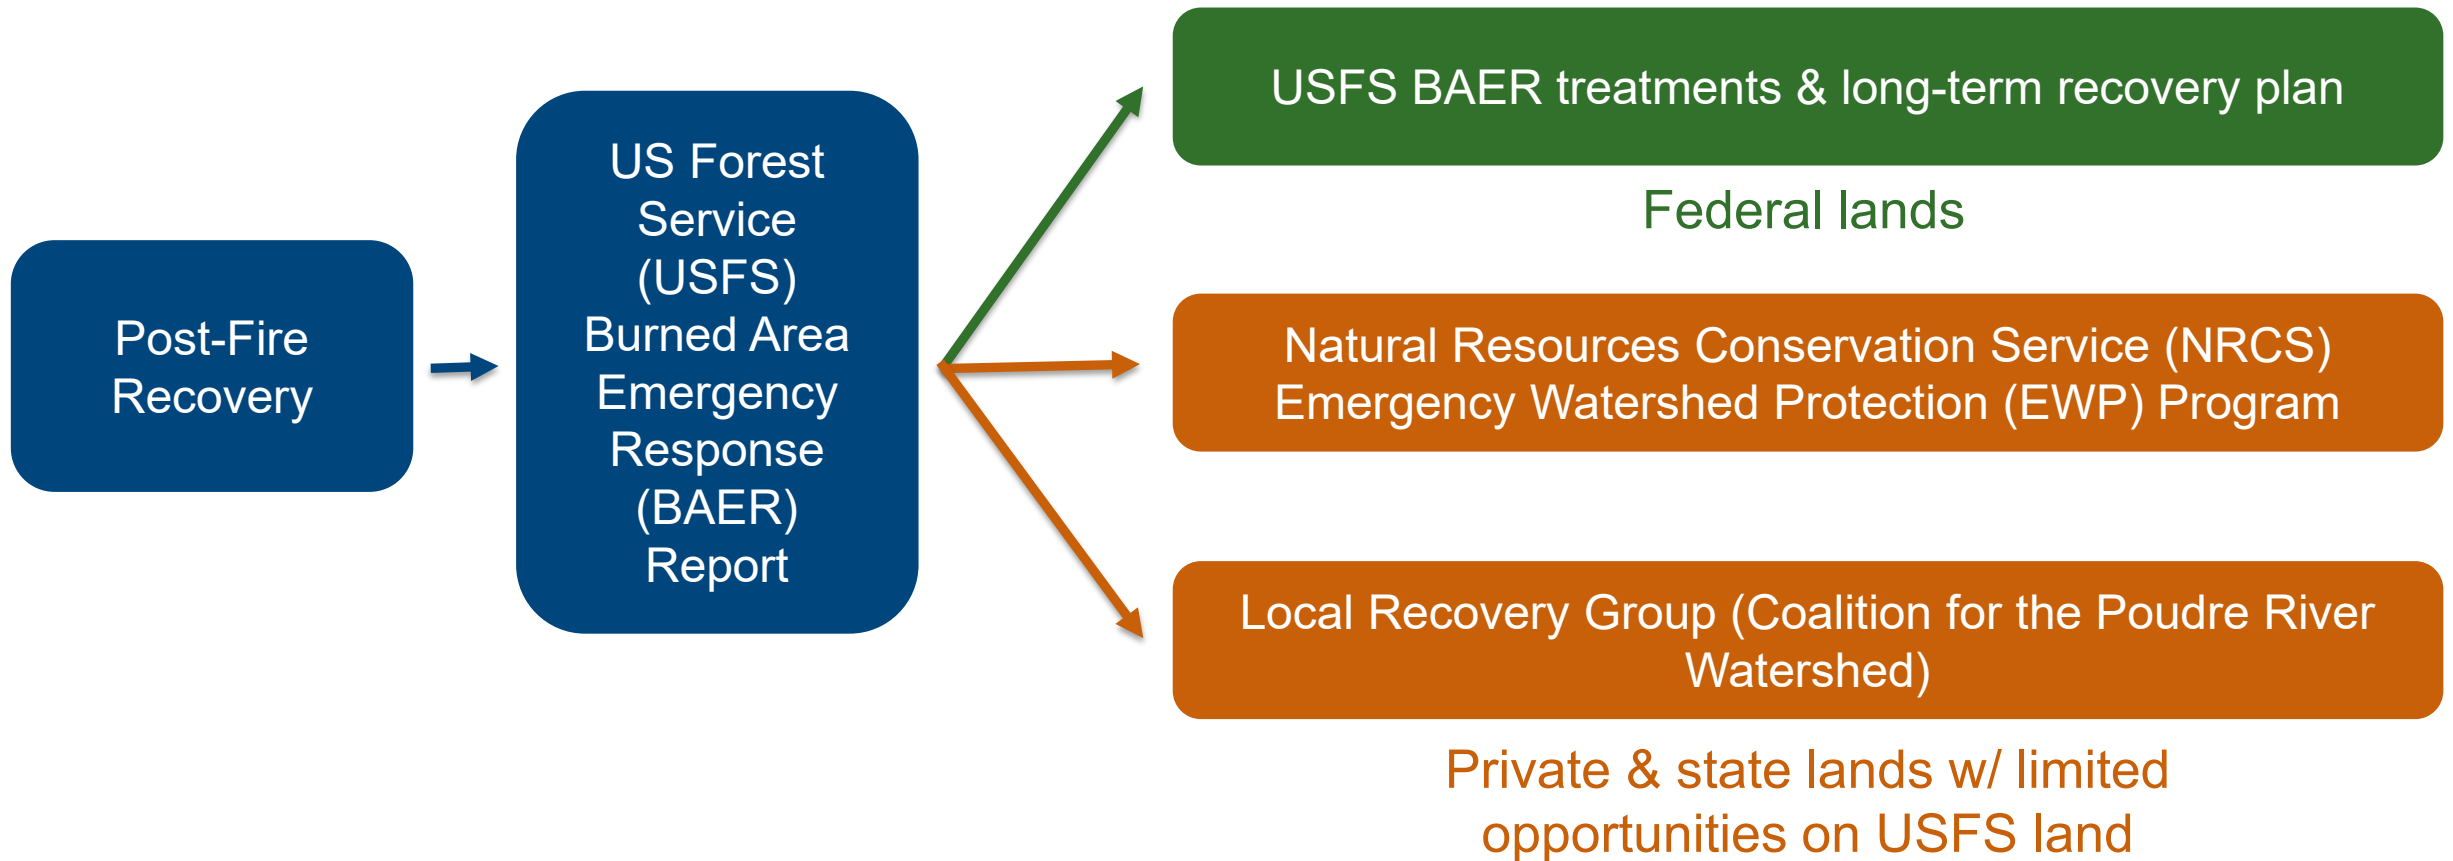 Post-Fire
Recovery
US Forest
Service
(USFS)
Burned Area
Emergency
Response
(BAER)
Report
USFS BAER treatments & long-term recovery plan
Federal lands
Natural Resources Conservation Service (NRCS)
Emergency Watershed Protection (EWP) Program
Local Recovery Group (Coalition for the Poudre River
Watershed)
Private & state lands w/ limited
opportunities on USFS land